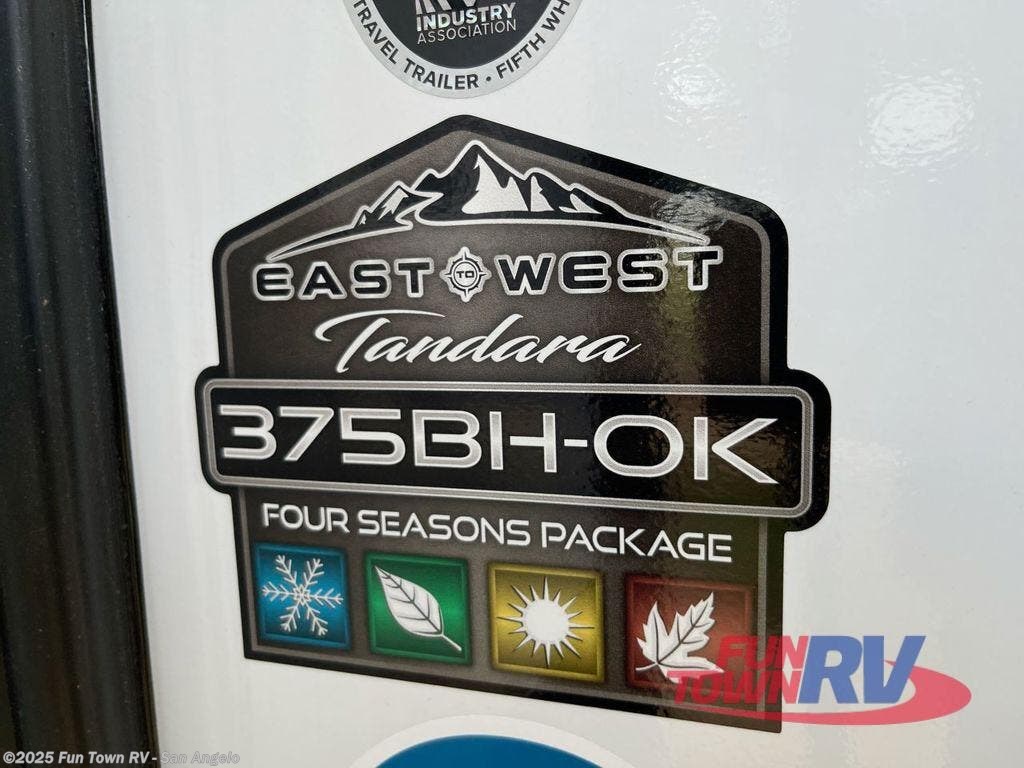 INDUSTRY
ASSOCIATION
TRAVEL TRAILER • FIFTH WH
EAST TO WEST
Tandara
375BH-OK
FOUR SEASONS PACKAGE
FUN TOWN RV
©2025 Fun Town RV - San Angelo